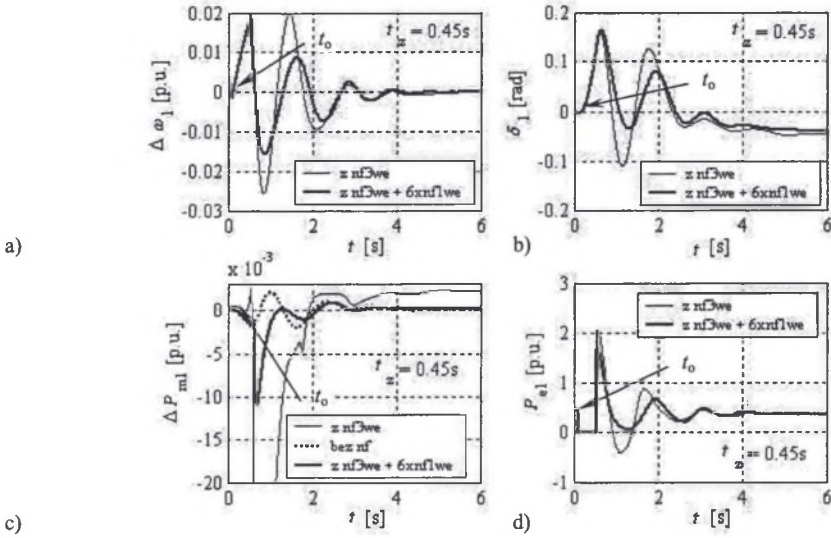 0.02
0.01
0
-0.01
-0.02
-0.03
0 2 4 6
Δ ω₁ [p.u.]
t [s]
t_z = 0.45s
t_o
z nf3we
z nf3we + 6xnf1we
a)
0.2
0.1
0
-0.1
-0.2
0 2 4 6
δ₁ [rad]
t [s]
t_z = 0.45s
t_o
z nf3we
z nf3we + 6xnf1we
b)
x 10⁻³
0
-5
-10
-15
-20
0 2 4 6
Δ P_m1 [p.u.]
t [s]
t_z = 0.45s
t_o
z nf3we
bez nf
z nf3we + 6xnf1we
c)
3
2
1
0
-1
0 2 4 6
P_e1 [p.u.]
t [s]
z nf3we
z nf3we + 6xnf1we
t_o
t_z = 0.45s
d)